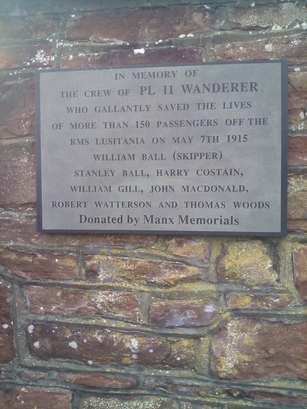 IN MEMORY OF
THE CREW OF PL 11 WANDERER
WHO GALLANTLY SAVED THE LIVES
OF MORE THAN 150 PASSENGERS OFF THE
RMS LUSITANIA ON MAY 7TH 1915
WILLIAM BALL (SKIPPER)
STANLEY BALL, HARRY COSTAIN,
WILLIAM GILL, JOHN MACDONALD,
ROBERT WATTERSON AND THOMAS WOODS
Donated by Manx Memorials